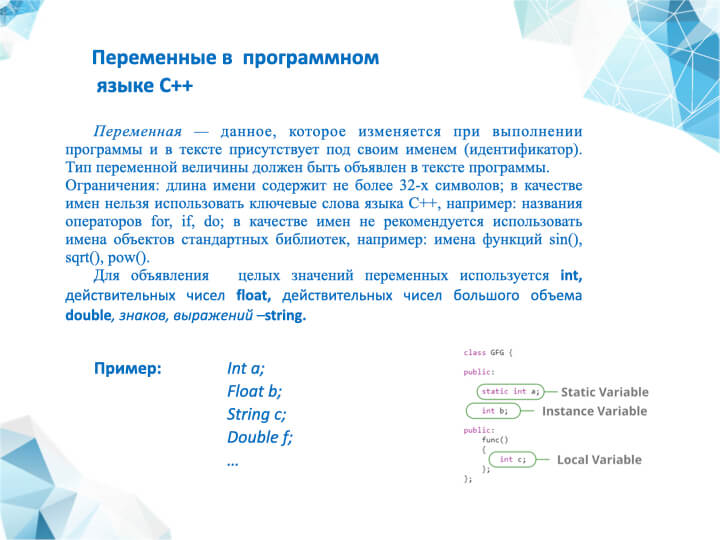 Переменные в  программном
языке C++
Переменная — данное, которое изменяется при выполнении
программы и в тексте присутствует под своим именем (идентификатор).
Тип переменной величины должен быть объявлен в тексте программы.
Ограничения: длина имени содержит не более 32-х символов; в качестве
имен нельзя использовать ключевые слова языка C++, например: названия
операторов for, if, do; в качестве имен не рекомендуется использовать
имена объектов стандартных библиотек, например: имена функций sin(),
sqrt(), pow().
Для объявления целых значений переменных используется int,
действительных чисел float, действительных чисел большого объема
double, знаков, выражений –string.
Пример:
Int a;
Float b;
String c;
Double f;
…
class GFG {
public:
static int a; Static Variable
int b; Instance Variable
public:
func()
{
int c; Local Variable
};
};